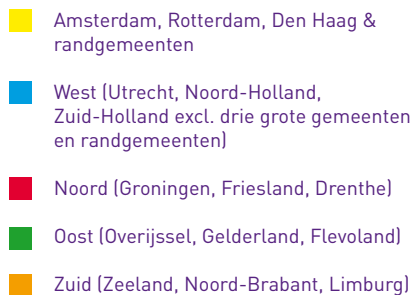 Amsterdam, Rotterdam, Den Haag &
randgemeenten
West (Utrecht, Noord-Holland,
Zuid-Holland excl. drie grote gemeenten
en randgemeenten)
Noord (Groningen, Friesland, Drenthe)
Oost (Overijssel, Gelderland, Flevoland)
Zuid (Zeeland, Noord-Brabant, Limburg)